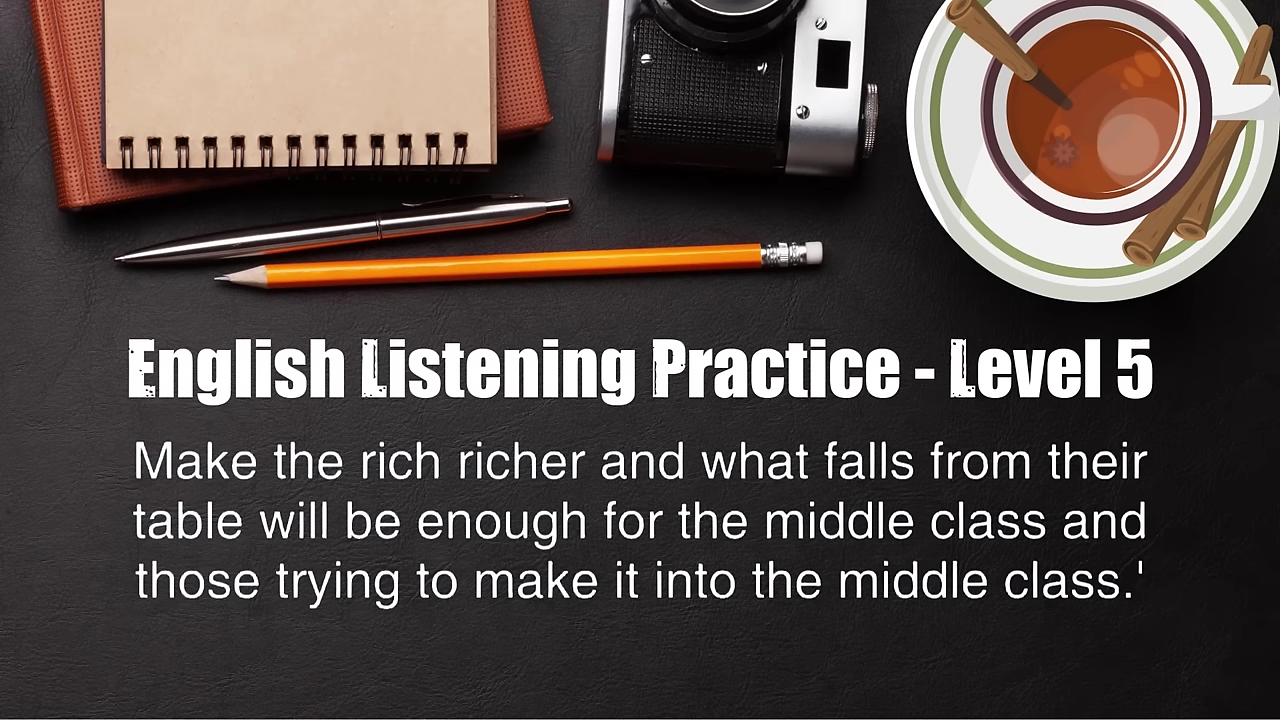 English Listening Practice - Level 5
Make the rich richer and what falls from their
table will be enough for the middle class and
those trying to make it into the middle class.'